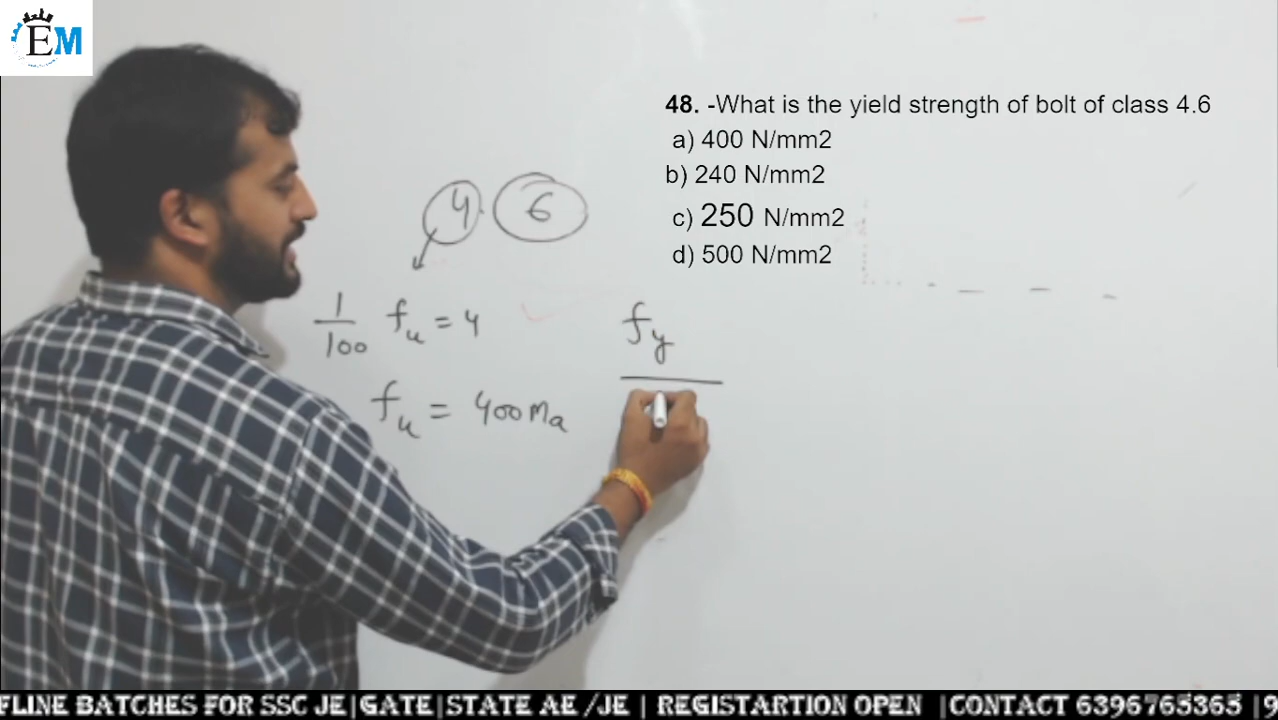 EM
48. -What is the yield strength of bolt of class 4.6
a) 400 N/mm2
b) 240 N/mm2
c) 250 N/mm2
d) 500 N/mm2
4.6
1/100 fu = 4
fu = 400Ma
fy
FLINE BATCHES FOR SSC JE|GATE|STATE AE /JE | REGISTARTION OPEN |CONTACT 6396765365 |9